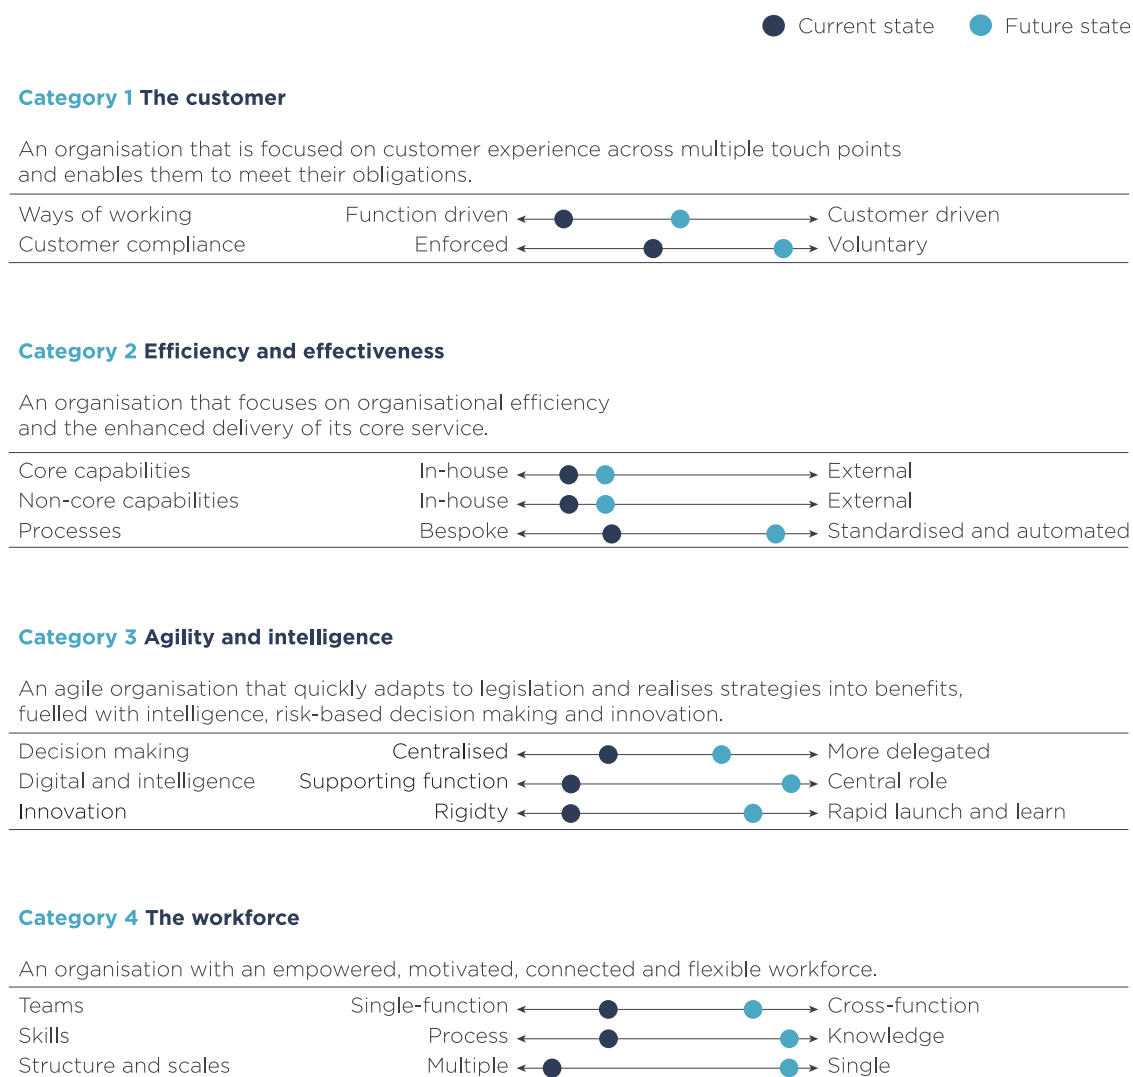 Current state Future state
Category 1 The customer
An organisation that is focused on customer experience across multiple touch points
and enables them to meet their obligations.
Ways of working Function driven Customer driven
Customer compliance Enforced Voluntary
Category 2 Efficiency and effectiveness
An organisation that focuses on organisational efficiency
and the enhanced delivery of its core service.
Core capabilities In-house External
Non-core capabilities In-house External
Processes Bespoke Standardised and automated
Category 3 Agility and intelligence
An agile organisation that quickly adapts to legislation and realises strategies into benefits,
fuelled with intelligence, risk-based decision making and innovation.
Decision making Centralised More delegated
Digital and intelligence Supporting function Central role
Innovation Rigidty Rapid launch and learn
Category 4 The workforce
An organisation with an empowered, motivated, connected and flexible workforce.
Teams Single-function Cross-function
Skills Process Knowledge
Structure and scales Multiple Single